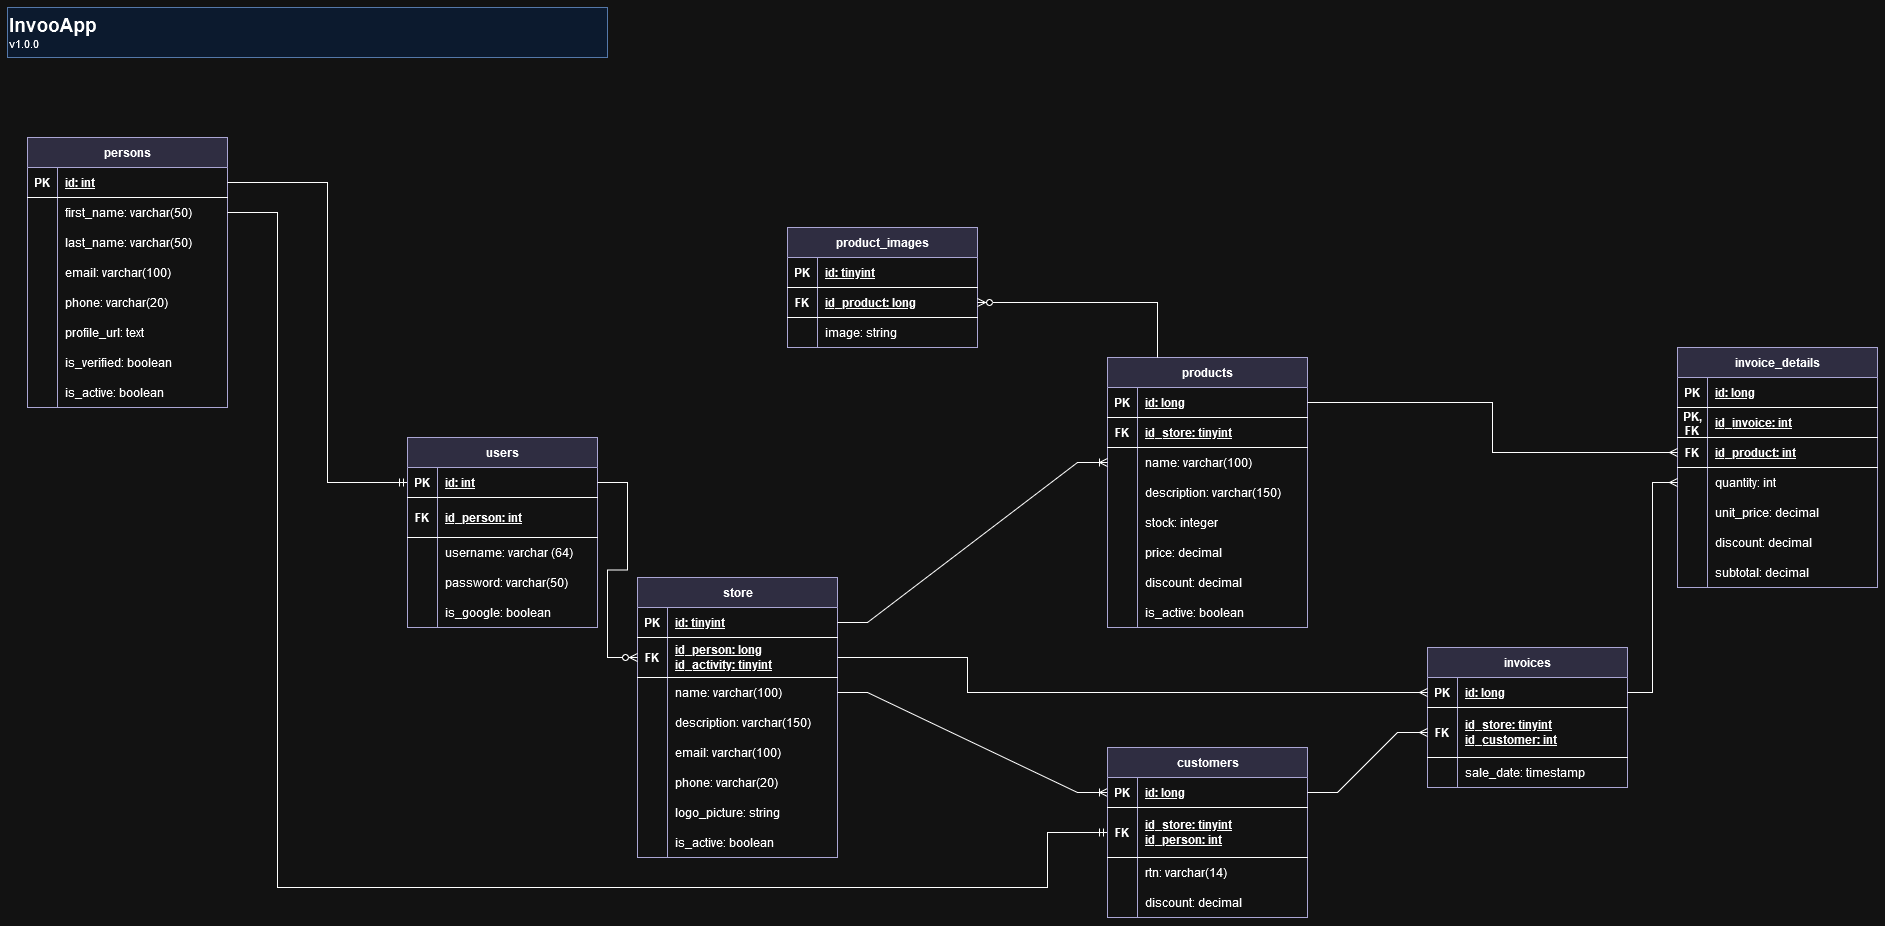 InvooApp
v1.0.0
persons
PK id: int
first_name: varchar(50)
last_name: varchar(50)
email: varchar(100)
phone: varchar(20)
profile_url: text
is_verified: boolean
is_active: boolean
users
PK id: int
FK id_person: int
username: varchar (64)
password: varchar(50)
is_google: boolean
store
PK id: tinyint
FK id_person: long
id_activity: tinyint
name: varchar(100)
description: varchar(150)
email: varchar(100)
phone: varchar(20)
logo_picture: string
is_active: boolean
product_images
PK id: tinyint
FK id_product: long
image: string
products
PK id: long
FK id_store: tinyint
name: varchar(100)
description: varchar(150)
stock: integer
price: decimal
discount: decimal
is_active: boolean
customers
PK id: long
FK id_store: tinyint
id_person: int
rtn: varchar(14)
discount: decimal
invoices
PK id: long
FK id_store: tinyint
id_customer: int
sale_date: timestamp
invoice_details
PK id: long
PK, FK id_invoice: int
FK id_product: int
quantity: int
unit_price: decimal
discount: decimal
subtotal: decimal